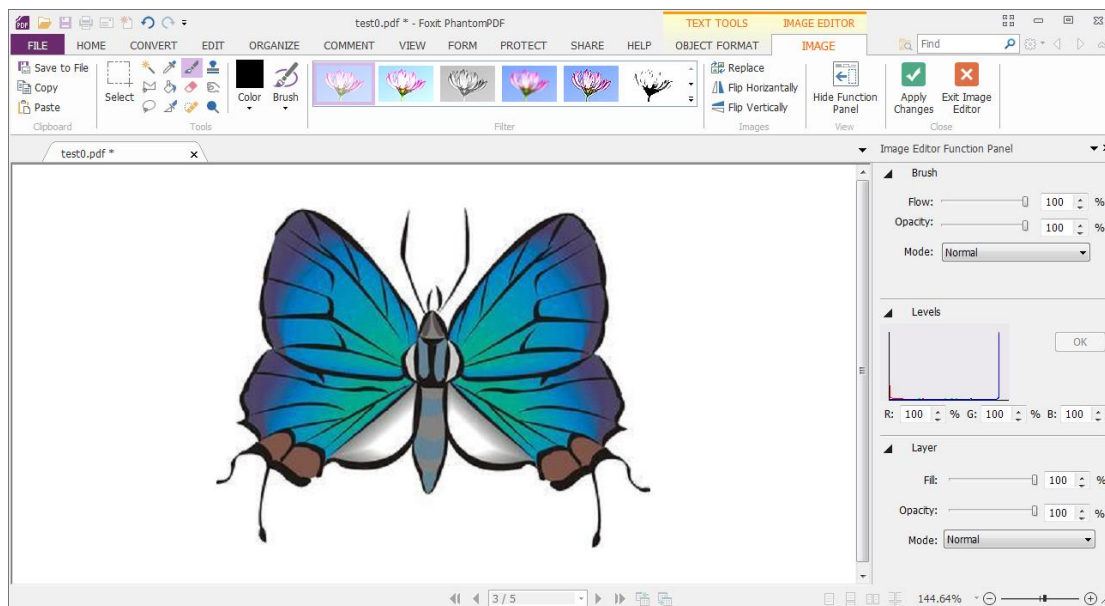 PDF
test0.pdf * - Foxit PhantomPDF
TEXT TOOLS IMAGE EDITOR
FILE HOME CONVERT EDIT ORGANIZE COMMENT VIEW FORM PROTECT SHARE HELP OBJECT FORMAT IMAGE
Find
Save to File
Copy
Paste
Clipboard
Select
Tools
Color Brush
Filter
Replace
Flip Horizantally
Flip Vertically
Images
Hide Function
Panel
View
Apply
Changes
Exit Image
Editor
Close
test0.pdf *
Image Editor Function Panel
Brush
Flow: 100 %
Opacity: 100 %
Mode: Normal
Levels
OK
R: 100 % G: 100 % B: 100
Layer
Fill: 100 %
Opacity: 100 %
Mode: Normal
3 / 5
144.64%